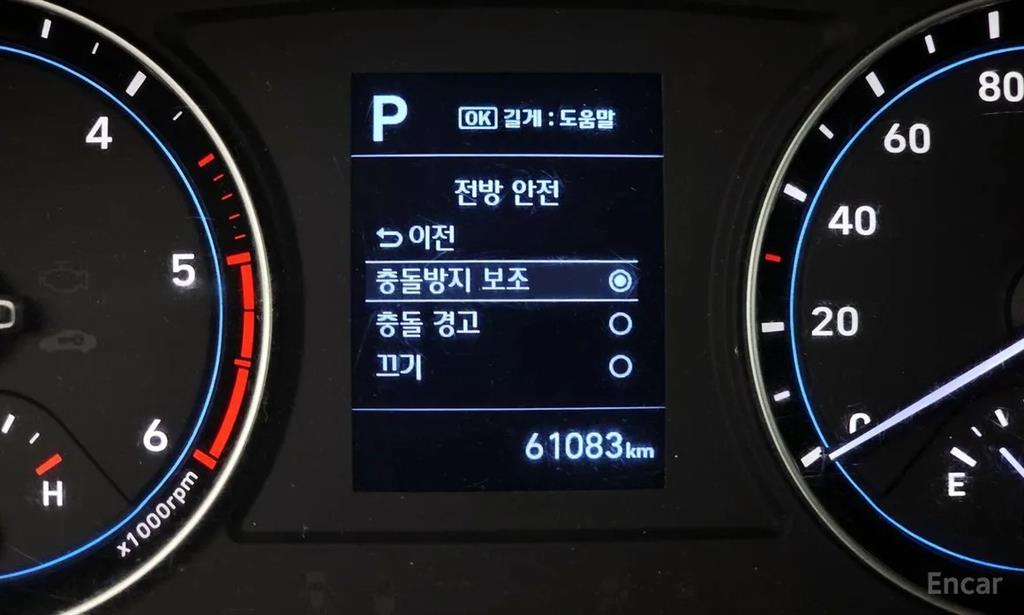 P
OK 길게 : 도움말
전방 안전
이전
충돌방지 보조
충돌 경고
끄기
61083km
4
5
6
x1000rpm
H
80
60
40
20
0
E
Encar